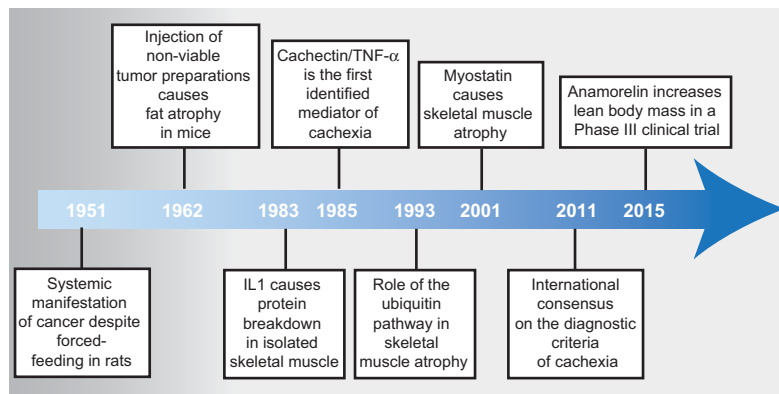 Injection of
non-viable
tumor preparations
causes
fat atrophy
in mice
Cachectin/TNF-α
is the first
identified
mediator of
cachexia
Myostatin
causes
skeletal muscle
atrophy
Anamorelin increases
lean body mass in a
Phase III clinical trial
1951 1962 1983 1985 1993 2001 2011 2015
Systemic
manifestation
of cancer despite
forced-
feeding in rats
IL1 causes
protein
breakdown
in isolated
skeletal muscle
Role of the
ubiquitin
pathway in
skeletal
muscle atrophy
International
consensus
on the diagnostic
criteria
of cachexia